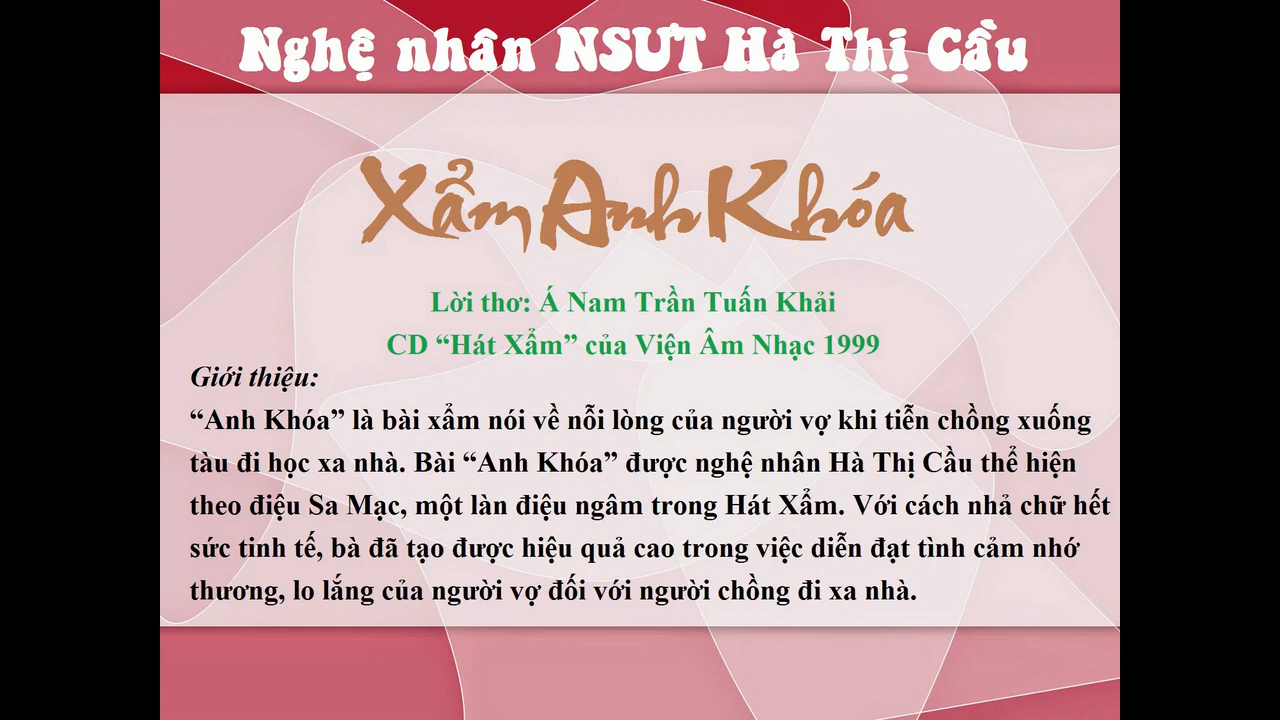 Nghệ nhân NSƯT Hà Thị Cầu
Xẩm Anh Khóa
Lời thơ: Á Nam Trần Tuấn Khải
CD “Hát Xẩm” của Viện Âm Nhạc 1999
Giới thiệu:
“Anh Khóa” là bài xẩm nói về nỗi lòng của người vợ khi tiễn chồng xuống
tàu đi học xa nhà. Bài “Anh Khóa” được nghệ nhân Hà Thị Cầu thể hiện
theo điệu Sa Mạc, một làn điệu ngâm trong Hát Xẩm. Với cách nhả chữ hết
sức tinh tế, bà đã tạo được hiệu quả cao trong việc diễn đạt tình cảm nhớ
thương, lo lắng của người vợ đối với người chồng đi xa nhà.